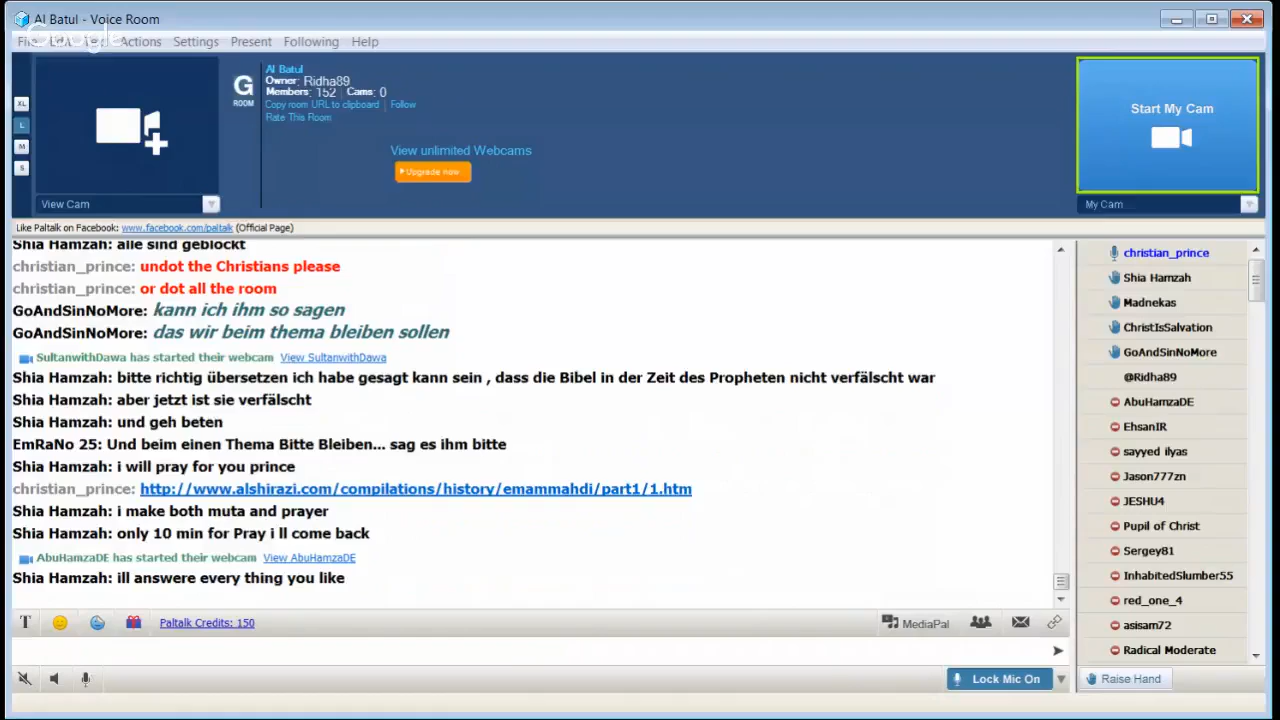 Al Batul - Voice Room
Google
Actions Settings Present Following Help
XL
L
M
S
View Cam
G
ROOM
Al Batul
Owner: Ridha89
Members: 152 Cams: 0
Copy room URL to clipboard Follow
Rate This Room
View unlimited Webcams
Upgrade now
Start My Cam
My Cam
Like Paltalk on Facebook: www.facebook.com/paltalk (Official Page)
Shia Hamzah: alle sind geblockt
christian_prince: undot the Christians please
christian_prince: or dot all the room
GoAndSinNoMore: kann ich ihm so sagen
GoAndSinNoMore: das wir beim thema bleiben sollen
SultanwithDawa has started their webcam View SultanwithDawa
Shia Hamzah: bitte richtig übersetzen ich habe gesagt kann sein , dass die Bibel in der Zeit des Propheten nicht verfälscht war
Shia Hamzah: aber jetzt ist sie verfälscht
Shia Hamzah: und geh beten
EmRaNo 25: Und beim einen Thema Bitte Bleiben... sag es ihm bitte
Shia Hamzah: i will pray for you prince
christian_prince: http://www.alshirazi.com/compilations/history/emammahdi/part1/1.htm
Shia Hamzah: i make both muta and prayer
Shia Hamzah: only 10 min for Pray i ll come back
AbuHamzaDE has started their webcam View AbuHamzaDE
Shia Hamzah: ill answere every thing you like
christian_prince
Shia Hamzah
Madnekas
ChristIsSalvation
GoAndSinNoMore
@Ridha89
AbuHamzaDE
EhsanIR
sayyed ilyas
Jason777zn
JESHU4
Pupil of Christ
Sergey81
InhabitedSlumber55
red_one_4
asisam72
Radical Moderate
T Paltalk Credits: 150 MediaPal
Lock Mic On
Raise Hand